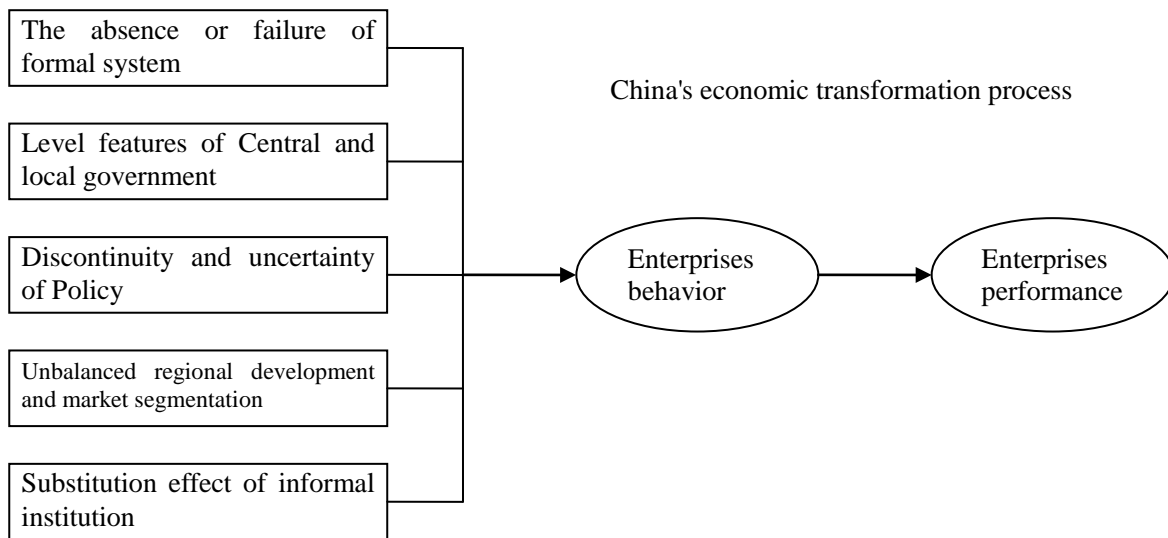 The absence or failure of
formal system
China's economic transformation process
Level features of Central and
local government
Discontinuity and uncertainty
of Policy
Enterprises
behavior
Enterprises
performance
Unbalanced regional development
and market segmentation
Substitution effect of informal
institution